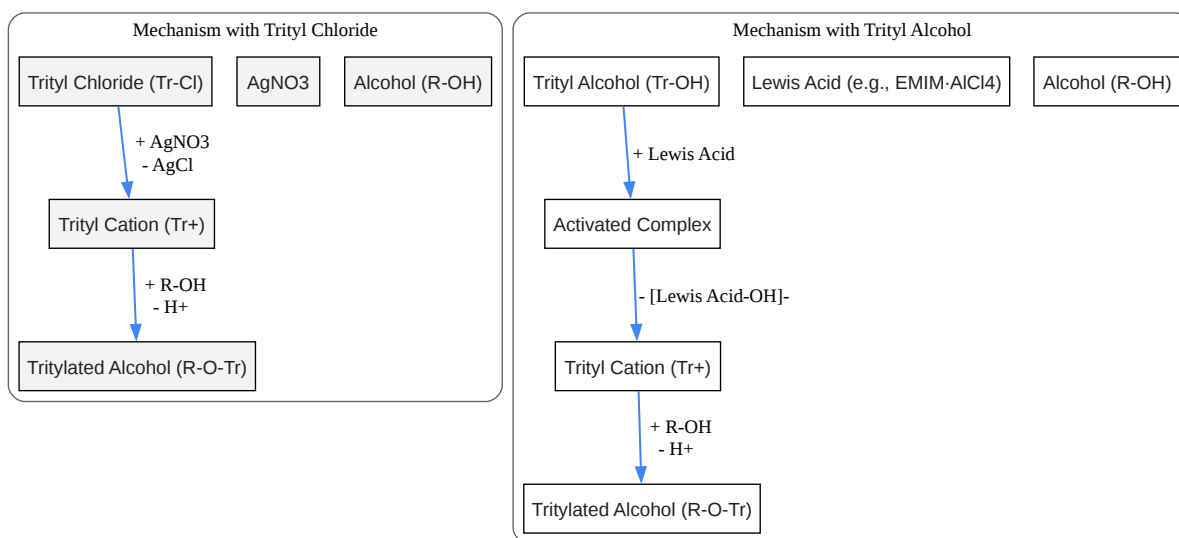 Mechanism with Trityl Chloride
Trityl Chloride (Tr-Cl)
AgNO3
Alcohol (R-OH)
+ AgNO3
- AgCl
Trityl Cation (Tr+)
+ R-OH
- H+
Tritylated Alcohol (R-O-Tr)
Mechanism with Trityl Alcohol
Trityl Alcohol (Tr-OH)
Lewis Acid (e.g., EMIM·AlCl4)
Alcohol (R-OH)
+ Lewis Acid
Activated Complex
- [Lewis Acid-OH]-
Trityl Cation (Tr+)
+ R-OH
- H+
Tritylated Alcohol (R-O-Tr)